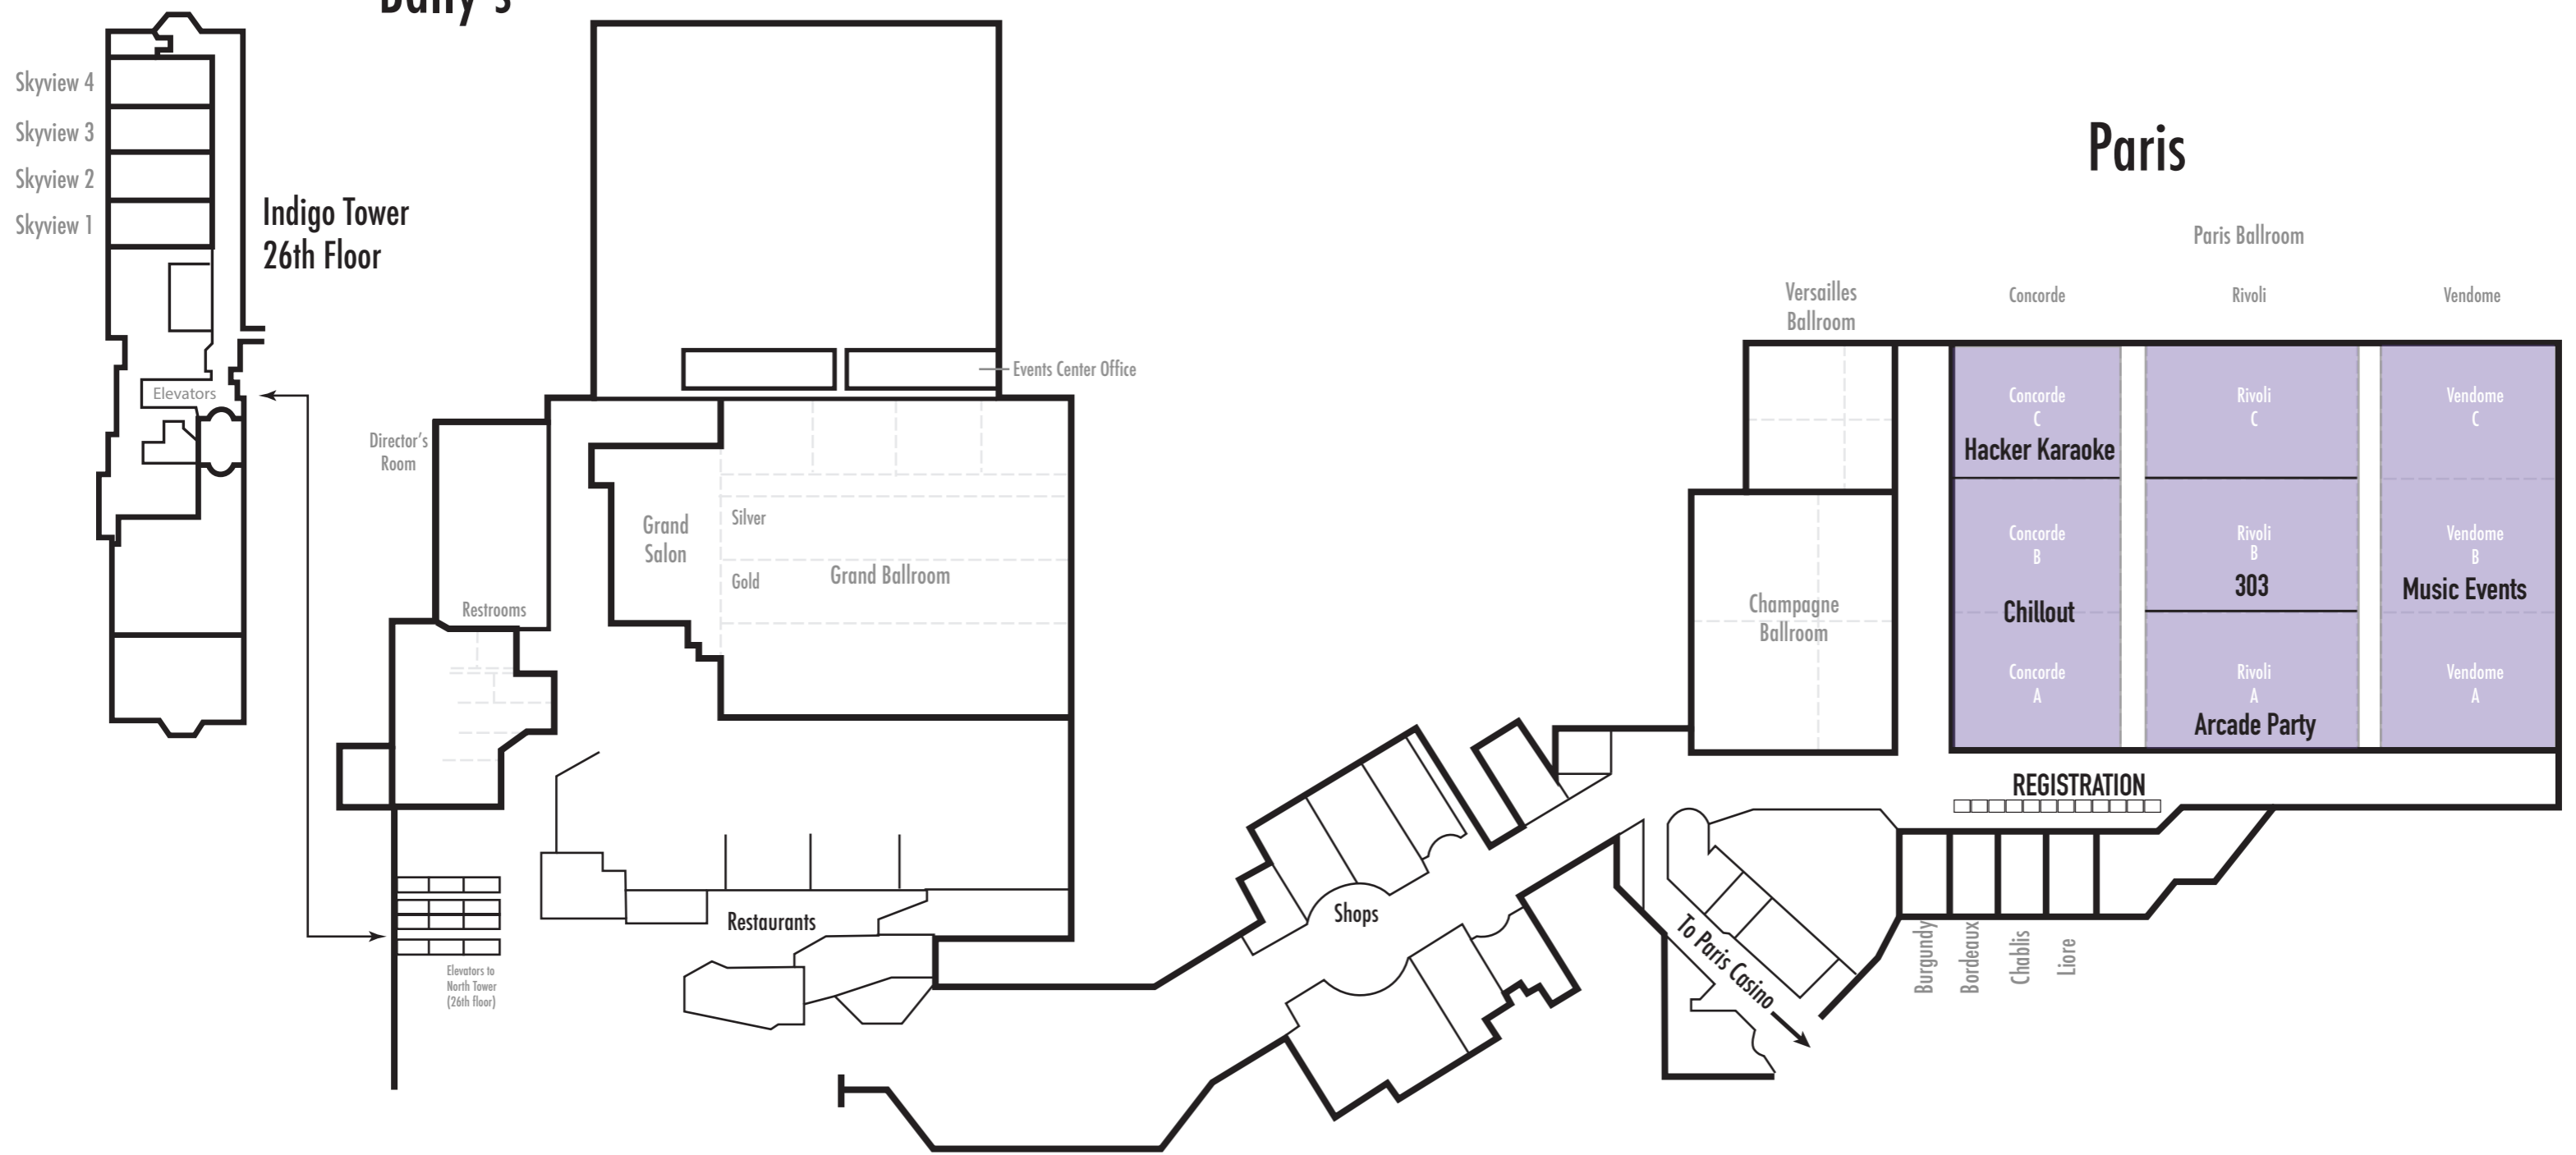 Bally's
Skyview 4
Skyview 3
Skyview 2
Skyview 1
Indigo Tower
26th Floor
Elevators
Director's
Room
Restrooms
Elevators to
North Tower
(26th floor)
Events Center Office
Grand
Salon
Silver
Gold
Grand Ballroom
Restaurants
Shops
Paris
Paris Ballroom
Versailles
Ballroom
Concorde
Rivoli
Vendome
Champagne
Ballroom
Concorde
C
Hacker Karaoke
Rivoli
C
Vendome
C
Concorde
B
Chillout
Rivoli
B
303
Vendome
B
Music Events
Concorde
A
Rivoli
A
Arcade Party
Vendome
A
REGISTRATION
To Paris Casino
Burgundy
Bordeaux
Chablis
Liore